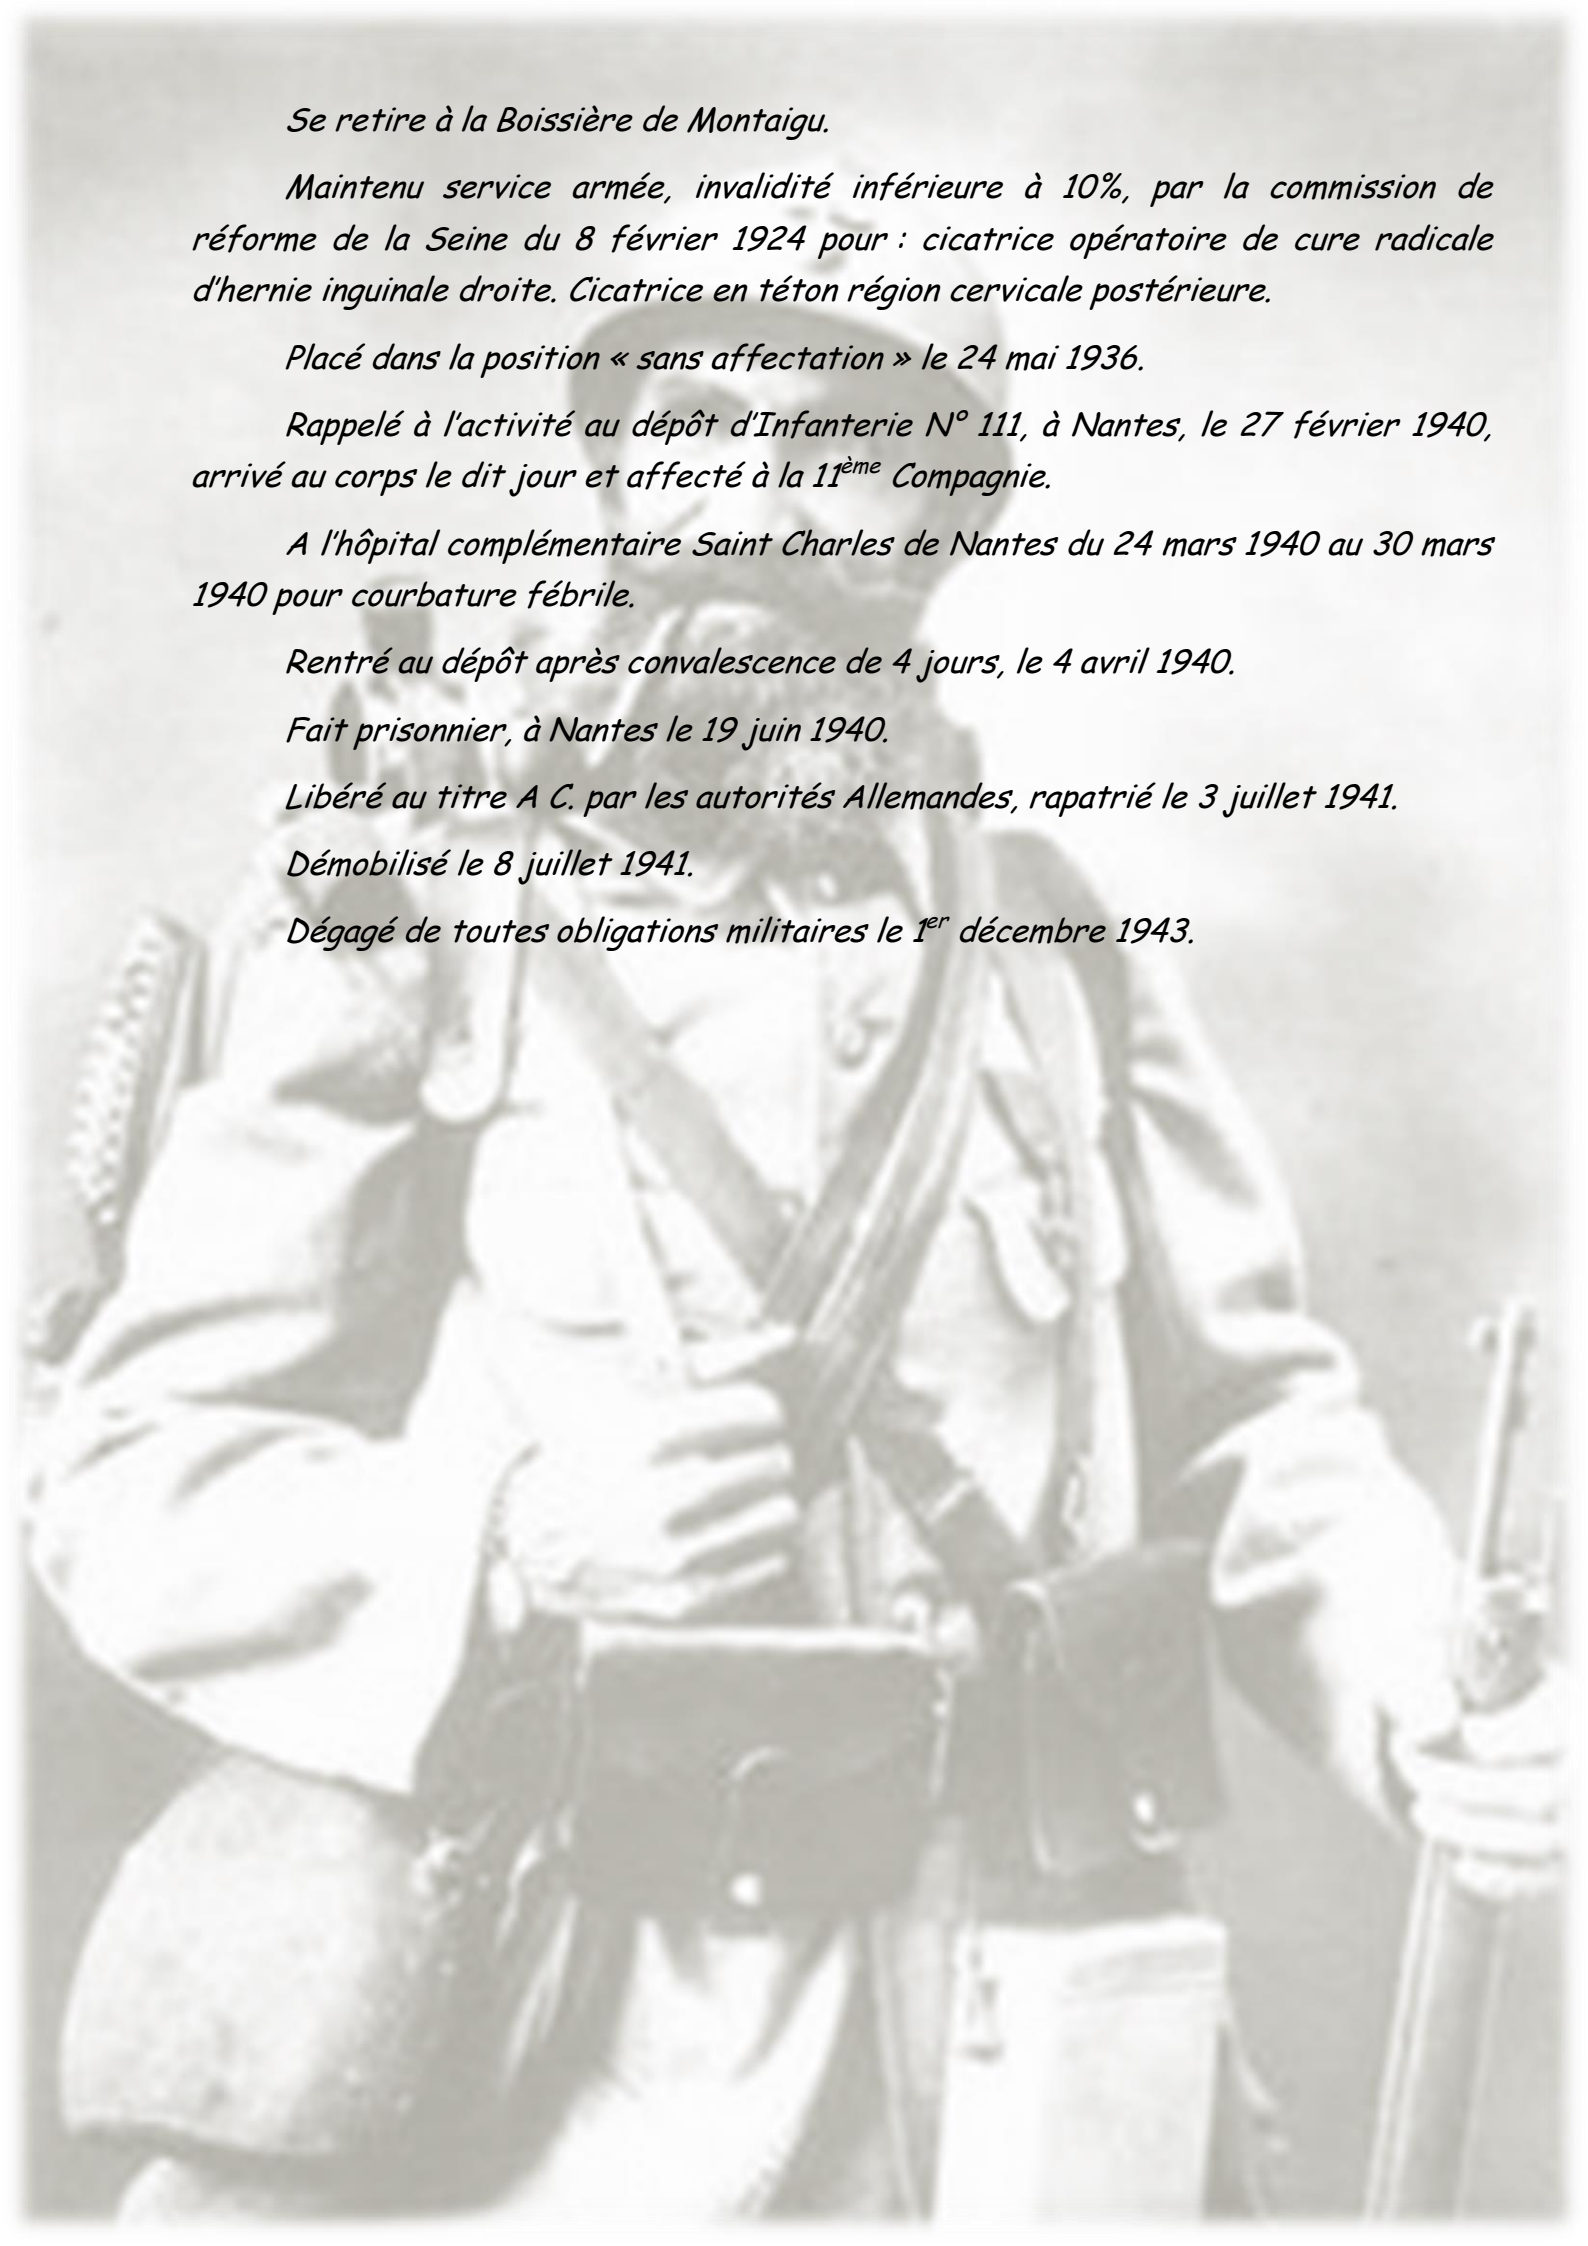 Se retire à la Boissière de Montaigu.
Maintenu service armée, invalidité inférieure à 10%, par la commission de
réforme de la Seine du 8 février 1924 pour : cicatrice opératoire de cure radicale
d'hernie inguinale droite. Cicatrice en téton région cervicale postérieure.
Placé dans la position « sans affectation » le 24 mai 1936.
Rappelé à l'activité au dépôt d'Infanterie N° 111, à Nantes, le 27 février 1940,
arrivé au corps le dit jour et affecté à la 11ème Compagnie.
A l'hôpital complémentaire Saint Charles de Nantes du 24 mars 1940 au 30 mars
1940 pour courbature fébrile.
Rentré au dépôt après convalescence de 4 jours, le 4 avril 1940.
Fait prisonnier, à Nantes le 19 juin 1940.
Libéré au titre A C. par les autorités Allemandes, rapatrié le 3 juillet 1941.
Démobilisé le 8 juillet 1941.
Dégagé de toutes obligations militaires le 1er décembre 1943.